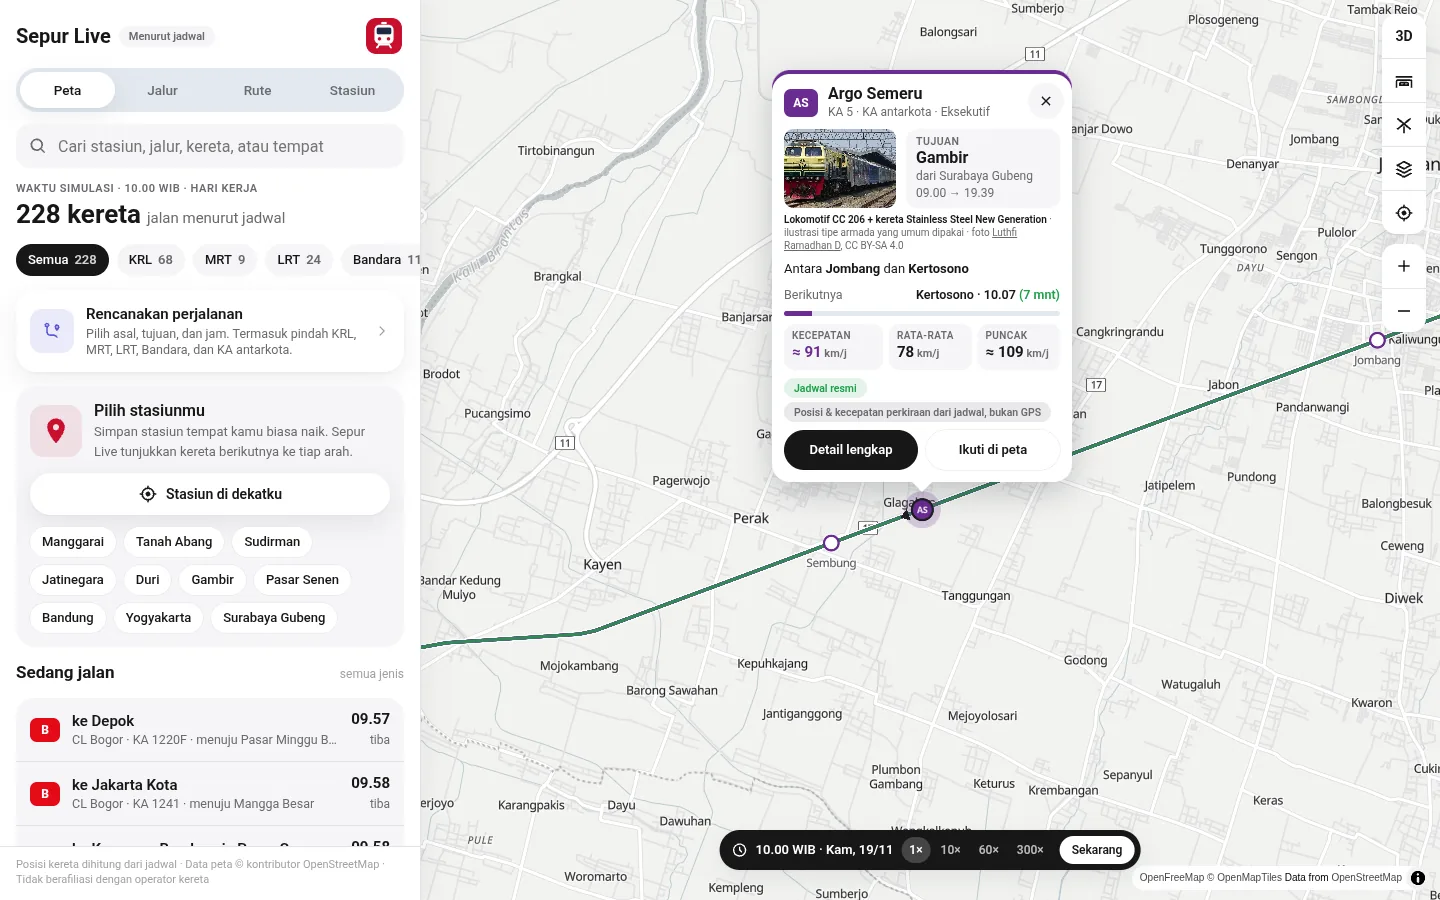 Sepur Live
Menurut jadwal
Peta
Jalur
Rute
Stasiun
Cari stasiun, jalur, kereta, atau tempat
WAKTU SIMULASI · 10.00 WIB · HARI KERJA
228 kereta jalan menurut jadwal
Semua 228
KRL 68
MRT 9
LRT 24
Bandara 11
Rencanakan perjalanan
Pilih asal, tujuan, dan jam. Termasuk pindah KRL,
MRT, LRT, Bandara, dan KA antarkota.
Pilih stasiunmu
Simpan stasiun tempat kamu biasa naik. Sepur
Live tunjukkan kereta berikutnya ke tiap arah.
Stasiun di dekatku
Manggarai
Tanah Abang
Sudirman
Jatinegara
Duri
Gambir
Pasar Senen
Bandung
Yogyakarta
Surabaya Gubeng
Sedang jalan
semua jenis
B
ke Depok
09.57
CL Bogor · KA 1220F · menuju Pasar Minggu B...
tiba
B
ke Jakarta Kota
09.58
CL Bogor · KA 1241 · menuju Mangga Besar
tiba
Posisi kereta dihitung dari jadwal · Data peta © kontributor OpenStreetMap ·
Tidak berafiliasi dengan operator kereta
AS
Argo Semeru
KA 5 · KA antarkota · Eksekutif
TUJUAN
Gambir
dari Surabaya Gubeng
09.00 → 19.39
Lokomotif CC 206 + kereta Stainless Steel New Generation ·
ilustrasi tipe armada yang umum dipakai · foto Luthfi
Ramadhan D, CC BY-SA 4.0
Antara Jombang dan Kertosono
Berikutnya
Kertosono · 10.07 (7 mnt)
KECEPATAN
≈ 91 km/j
RATA-RATA
78 km/j
PUNCAK
≈ 109 km/j
Jadwal resmi
Posisi & kecepatan perkiraan dari jadwal, bukan GPS
Detail lengkap
Ikuti di peta
AS
Sumberjo
Balongsari
Plosogeneng
Tambak Rejo
11
Tirtobinangun
Kali Brantas
Brangkal
anjar Dowo
Jombang
Denanyar
Pulolor
Tunggorono
Sengon
DAYU
Cangkringrandu
Kaliwungu
Jombang
Brodot
Pucangsimo
11
17
Jabon
Pandanwangi
Pagerwojo
Perak
Jatipelem
Pundong
Balongbesuk
Sembung
Kayen
Bandar Kedung
Mulyo
Tanggungan
Ceweng
Diwek
Mojokambang
Kepuhkajang
Barong Sawahan
Jantiganggong
Mejoyolosari
Godong
Watugaluh
Kwaron
Plumbon
Gambang
Keturus
Sepanyul
Krembangan
Keras
Karangpakis
Dayu
Dawuhan
PULE
Woromarto
Kempleng
Sumberjo
3D
10.00 WIB · Kam, 19/11
1×
10×
60×
300×
Sekarang
OpenFreeMap © OpenMapTiles Data from OpenStreetMap